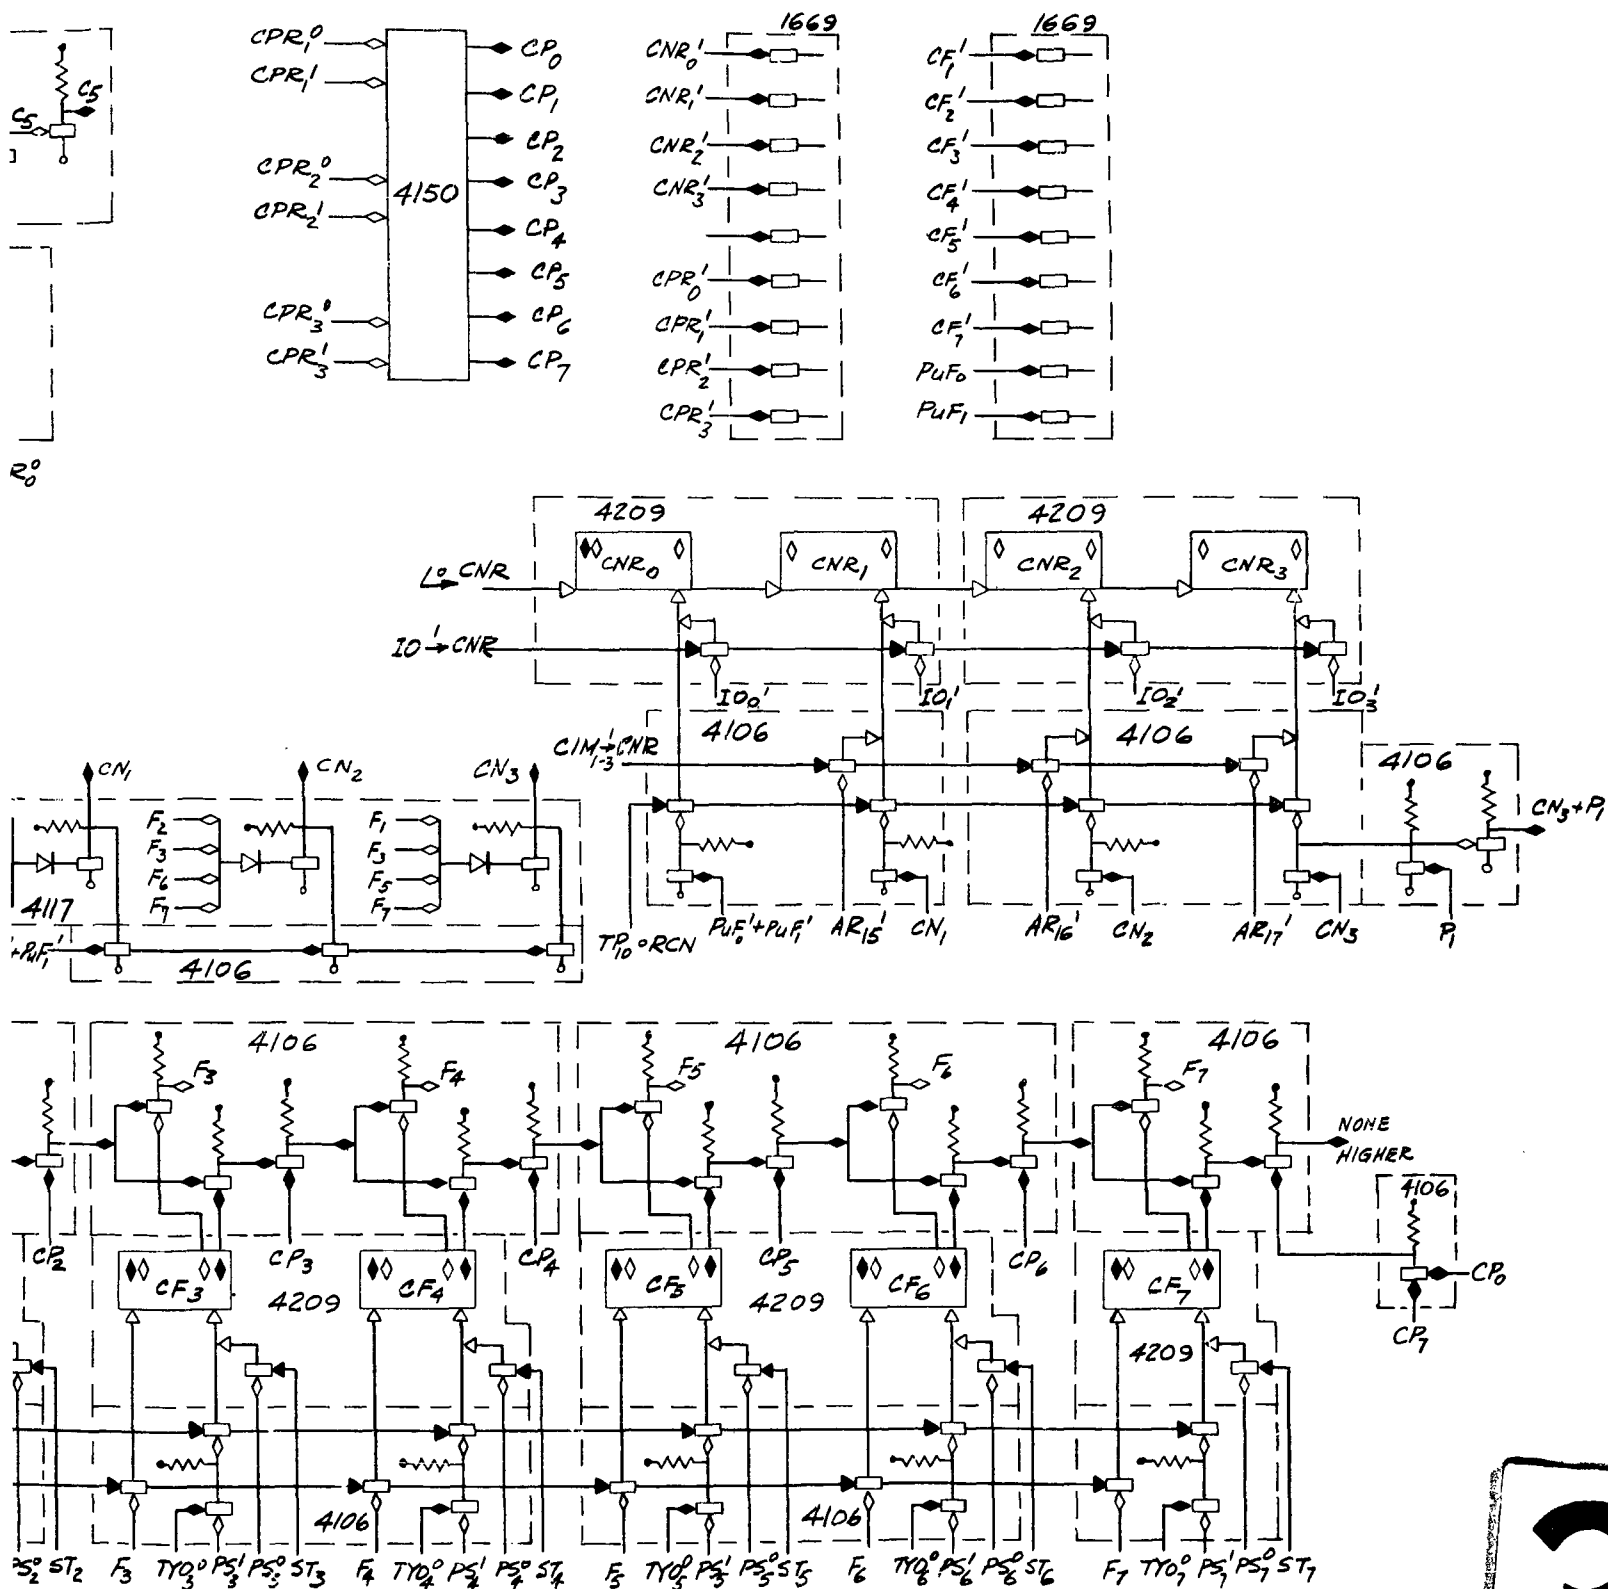 C5
C5
CPR₁⁰
CPR₁¹
CPR₂⁰
CPR₂¹
CPR₃⁰
CPR₃¹
4150
CP₀
CP₁
CP₂
CP₃
CP₄
CP₅
CP₆
CP₇
1669
CNR₀¹
CNR₁¹
CNR₂¹
CNR₃¹
CPR₀¹
CPR₁¹
CPR₂¹
CPR₃¹
1669
CF₁¹
CF₂¹
CF₃¹
CF₄¹
CF₅¹
CF₆¹
CF₇¹
PuF₀
PuF₁
R₀⁰
4209
4209
CNR₀
CNR₁
CNR₂
CNR₃
CNR
IO →¹ CNR
IO₀¹
IO₁¹
IO₂¹
IO₃¹
4106
4106
4106
CIM₁₋₃ →¹ CNR
CN₃+P₁
TP₁₀∘RCN
PuF₀¹+PuF₁¹
AR₁₅¹
CN₁
AR₁₆¹
CN₂
AR₁₇¹
CN₃
P₁
CN₁
CN₂
CN₃
F₂
F₃
F₆
F₇
F₁
F₃
F₅
F₇
4117
+PuF₁¹
4106
4106
4106
4106
F₃
F₄
F₅
F₆
F₇
NONE
HIGHER
4106
CP₂
CP₃
CP₄
CP₅
CP₆
CP₀
CP₇
CF₃
CF₄
CF₅
CF₆
CF₇
4209
4209
4209
4106
4106
PS₂⁰ ST₂ F₃ TYO₃⁰ PS₃¹ PS₃⁰ ST₃ F₄ TYO₄⁰ PS₄¹ PS₄⁰ ST₄ F₅ TYO₅⁰ PS₅¹ PS₅⁰ ST₅ F₆ TYO₆⁰ PS₆¹ PS₆⁰ ST₆ F₇ TYO₇⁰ PS₇¹ PS₇⁰ ST₇